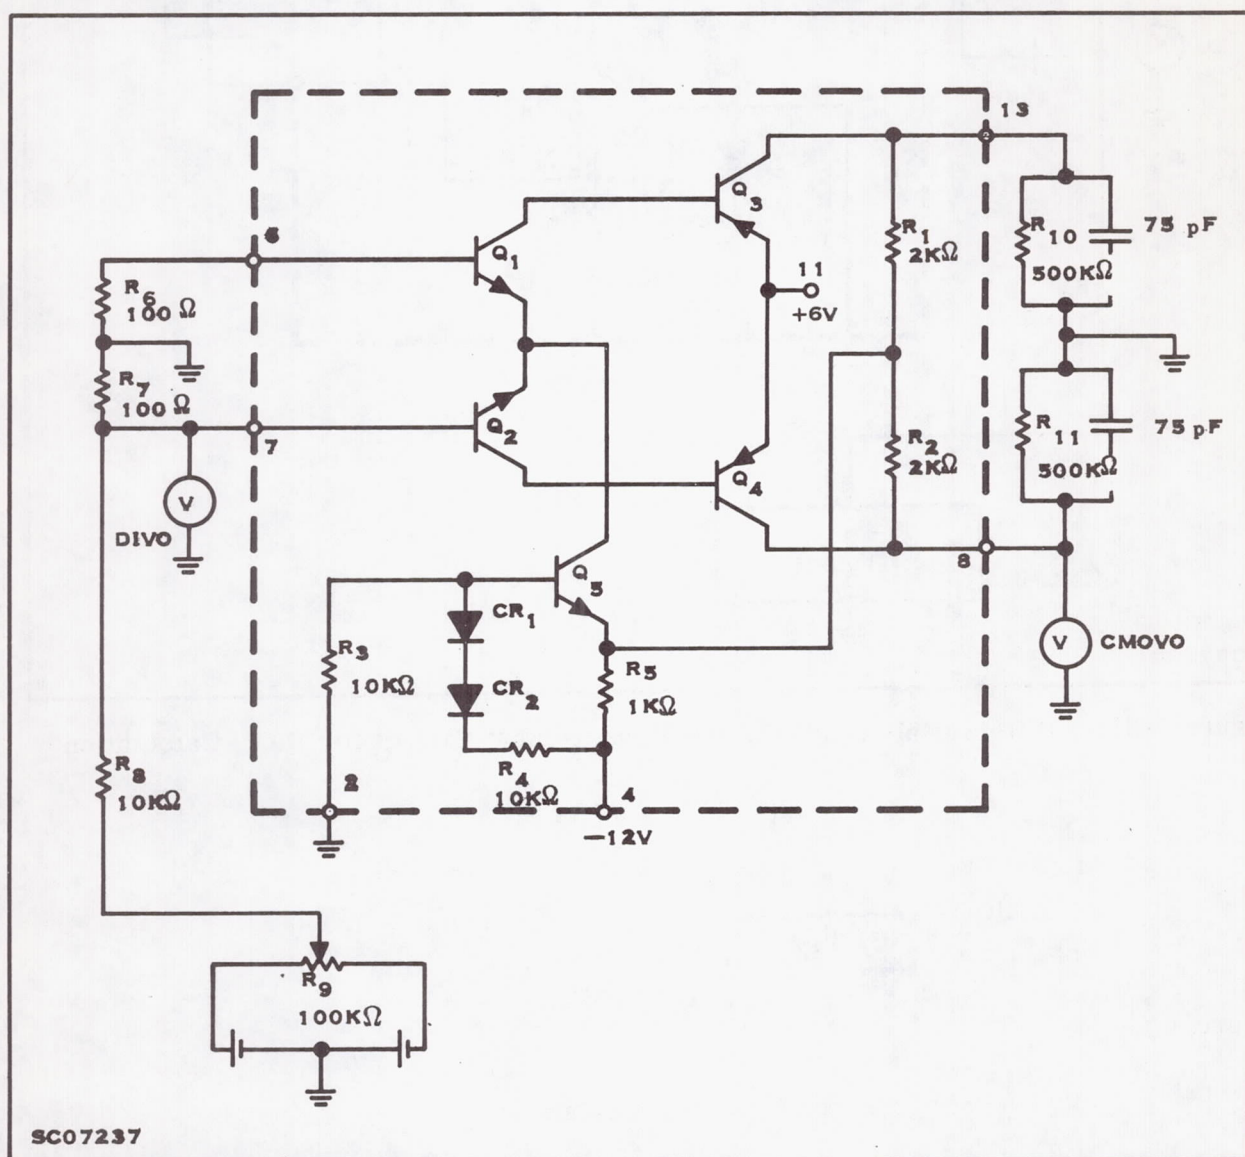 13
6
Q3
R1
2KΩ
R10
500KΩ
75 pF
R6
100 Ω
Q1
11
+6V
R7
100 Ω
7
Q2
Q4
R2
2KΩ
R11
500KΩ
75 pF
V
DIVO
8
Q5
CR1
V
CMOVO
R3
10KΩ
CR2
R5
1KΩ
R4
10KΩ
R8
10KΩ
2
4
−12V
R9
100KΩ
SC07237